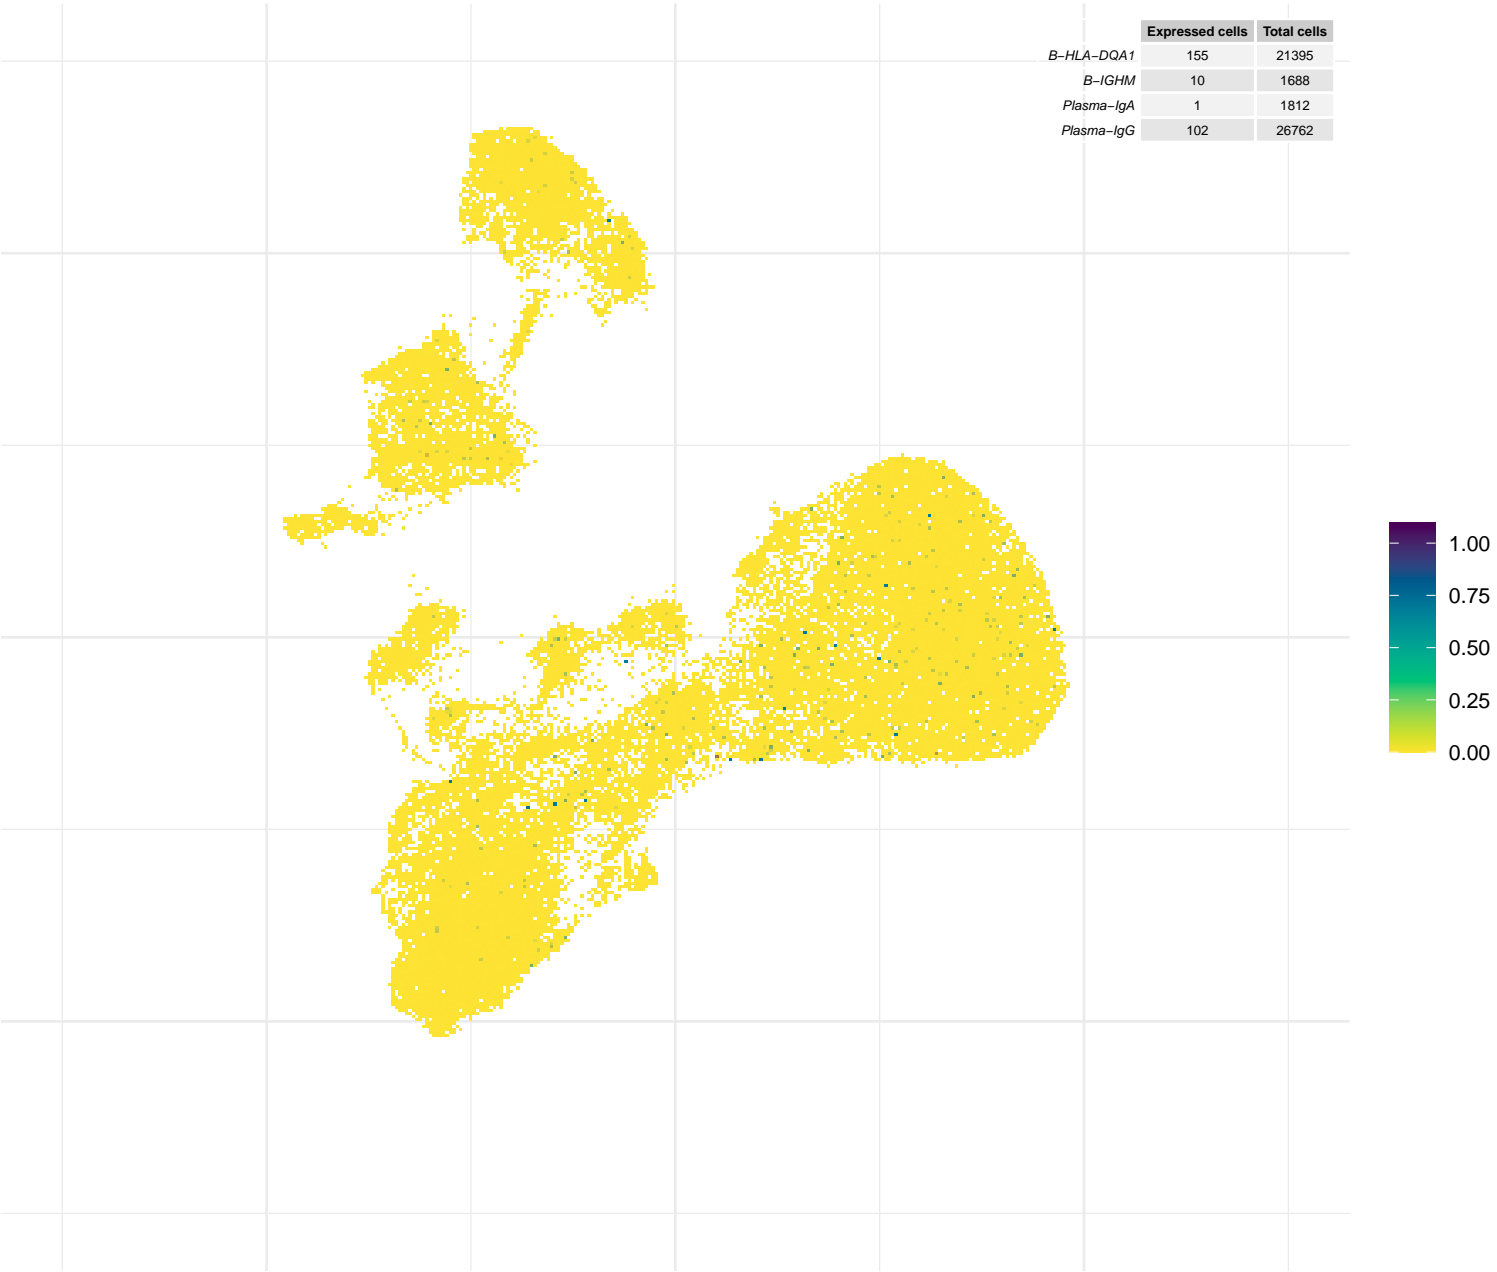 Expressed cells Total cells
B−HLA−DQA1 155 21395
B−IGHM 10 1688
Plasma−IgA 1 1812
Plasma−IgG 102 26762
1.00
0.75
0.50
0.25
0.00